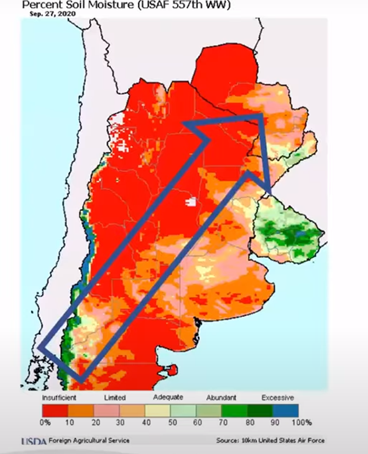 Percent Soil Moisture (USAF 557th WW)
Sep. 27, 2020
Insufficient Limited Adequate Abundant Excessive
0% 10 20 30 40 50 60 70 80 90 100%
USDA Foreign Agricultural Service Source: 10km United States Air Force